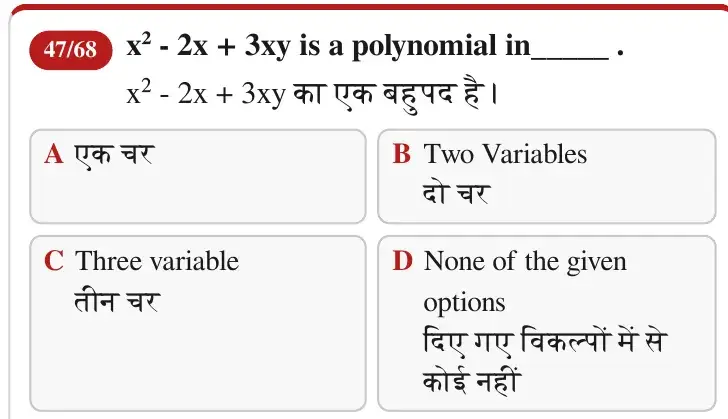 47/68 x² - 2x + 3xy is a polynomial in_____ .
x² - 2x + 3xy का एक बहुपद है।
A एक चर
B Two Variables
दो चर
C Three variable
तीन चर
D None of the given
options
दिए गए विकल्पों में से
कोई नहीं